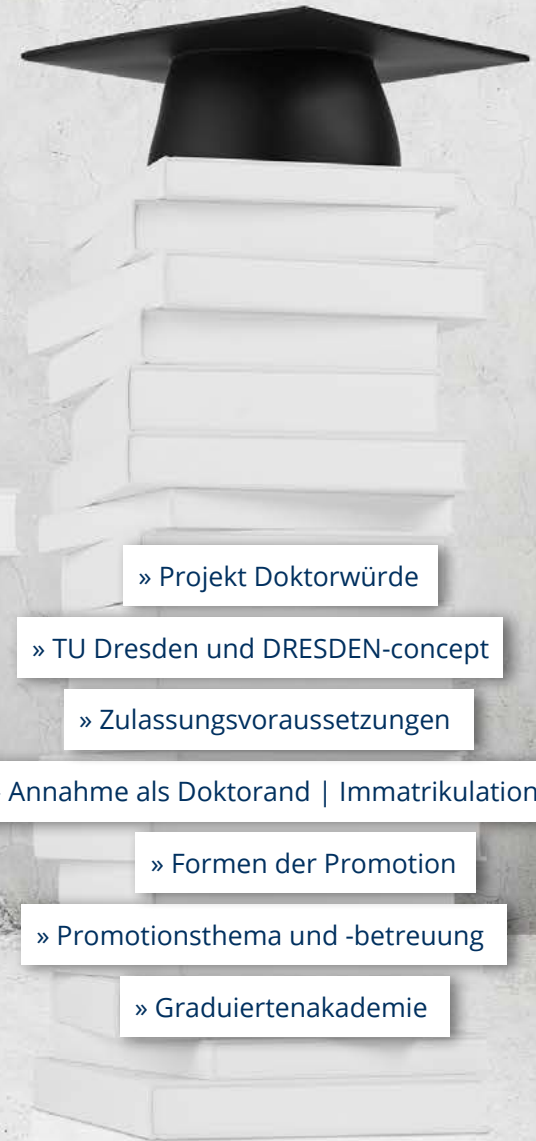 » Projekt Doktorwürde
» TU Dresden und DRESDEN-concept
» Zulassungsvoraussetzungen
» Annahme als Doktorand | Immatrikulation
» Formen der Promotion
» Promotionsthema und -betreuung
» Graduiertenakademie